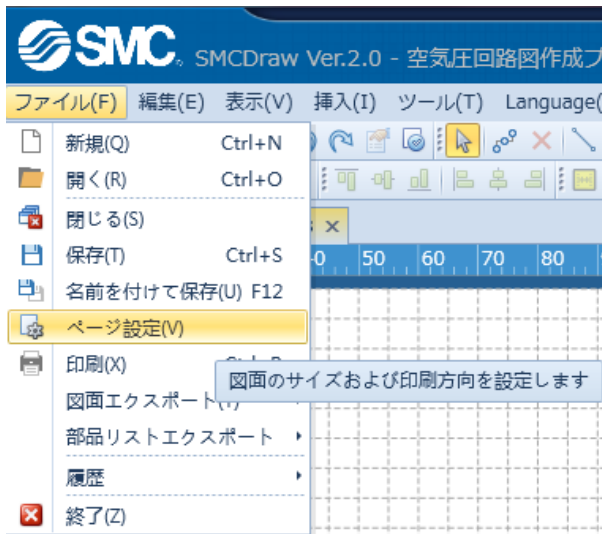 SMC. SMCDraw Ver.2.0 - 空気圧回路図作成プ
ファイル(F) 編集(E) 表示(V) 挿入(I) ツール(T) Language(
新規(Q) Ctrl+N
開く(R) Ctrl+O
閉じる(S)
保存(T) Ctrl+S
50 60 70 80
名前を付けて保存(U) F12
ページ設定(V)
印刷(X)
図面のサイズおよび印刷方向を設定します
図面エクスポート
部品リストエクスポート
履歴
終了(Z)